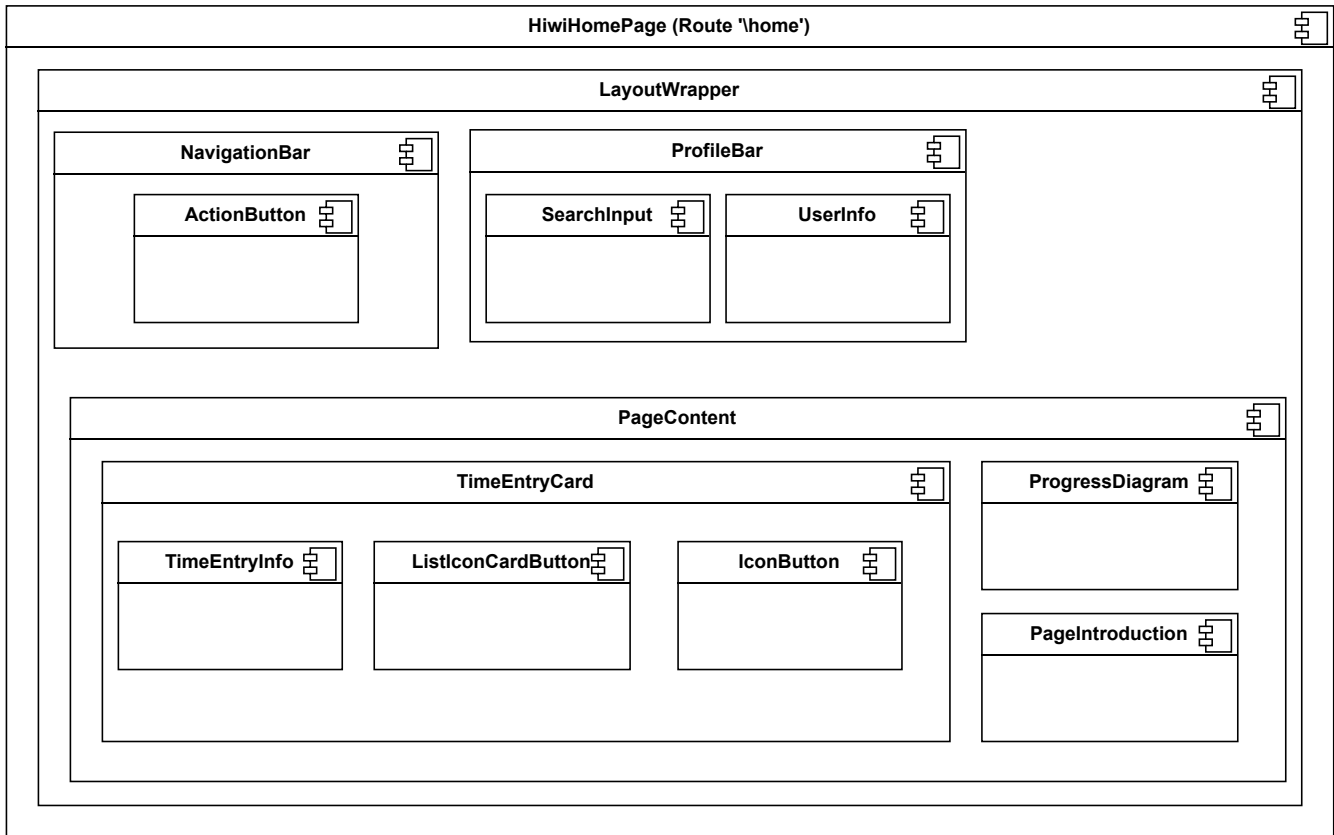 HiwiHomePage (Route '\home')
LayoutWrapper
NavigationBar
ProfileBar
ActionButton
SearchInput
UserInfo
PageContent
TimeEntryCard
ProgressDiagram
TimeEntryInfo
ListIconCardButton
IconButton
PageIntroduction